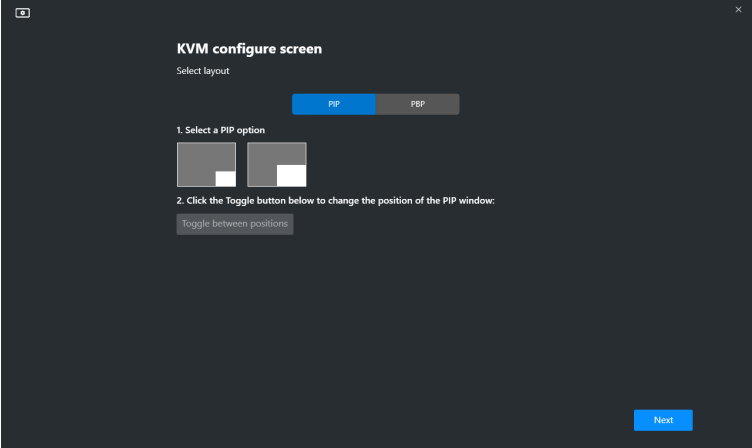 KVM configure screen
Select layout
PIP PBP
1. Select a PIP option
2. Click the Toggle button below to change the position of the PIP window:
Toggle between positions
Next